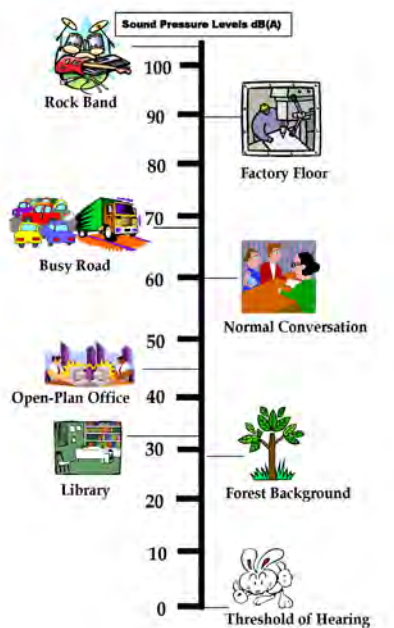 Sound Pressure Levels dB(A)
100
Rock Band
90
Factory Floor
80
70
Busy Road
60
Normal Conversation
50
Open-Plan Office
40
30
Library
Forest Background
20
10
0
Threshold of Hearing